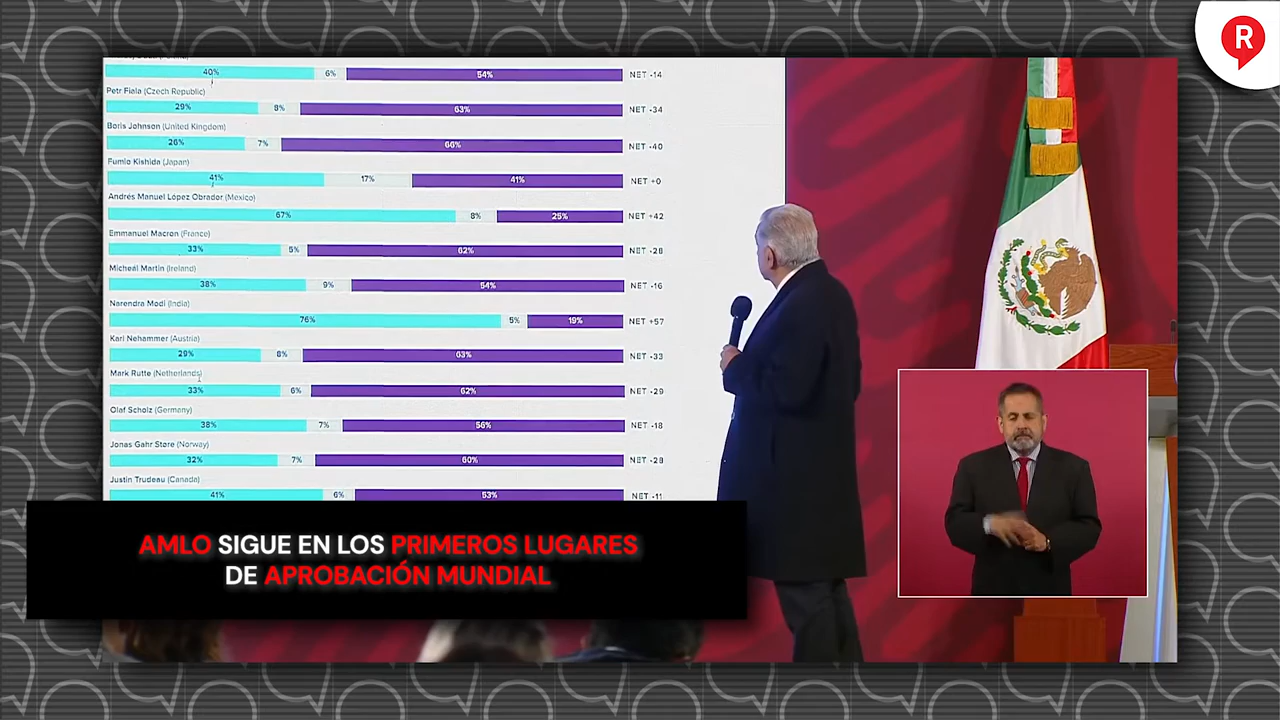 R
40% 6% 54% NET -14
Petr Fiala (Czech Republic)
29% 8% 63% NET -34
Boris Johnson (United Kingdom)
26% 7% 66% NET -40
Fumio Kishida (Japan)
41% 17% 41% NET +0
Andrés Manuel López Obrador (Mexico)
67% 8% 25% NET +42
Emmanuel Macron (France)
33% 5% 62% NET -28
Micheál Martin (Ireland)
38% 9% 54% NET -16
Narendra Modi (India)
76% 5% 19% NET +57
Karl Nehammer (Austria)
29% 8% 63% NET -33
Mark Rutte (Netherlands)
33% 6% 62% NET -29
Olaf Scholz (Germany)
38% 7% 56% NET -18
Jonas Gahr Støre (Norway)
32% 7% 60% NET -28
Justin Trudeau (Canada)
41% 6% 53% NET -11
AMLO SIGUE EN LOS PRIMEROS LUGARES
DE APROBACIÓN MUNDIAL